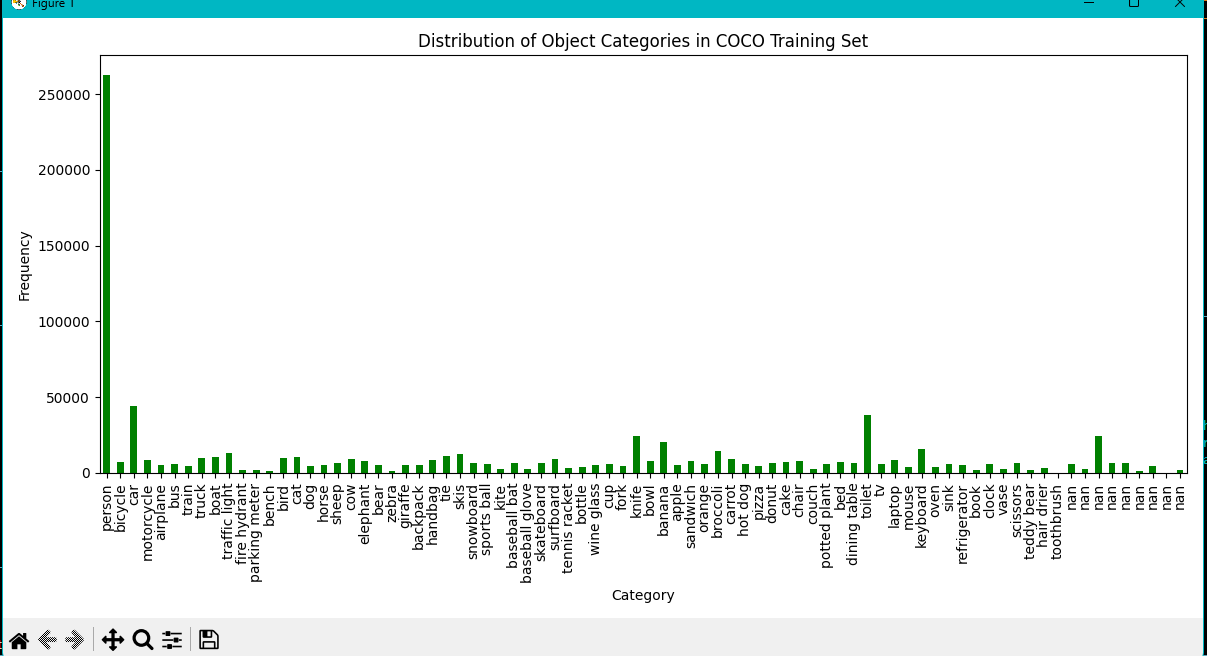 Figure 1
Distribution of Object Categories in COCO Training Set
Frequency
250000
200000
150000
100000
50000
0
person
bicycle
car
motorcycle
airplane
bus
train
truck
boat
traffic light
fire hydrant
parking meter
bench
bird
cat
dog
horse
sheep
cow
elephant
bear
zebra
giraffe
backpack
handbag
tie
skis
snowboard
sports ball
kite
baseball bat
baseball glove
skateboard
surfboard
tennis racket
bottle
wine glass
cup
fork
knife
bowl
banana
apple
sandwich
orange
broccoli
carrot
hot dog
pizza
donut
cake
chair
couch
potted plant
bed
dining table
toilet
tv
laptop
mouse
keyboard
oven
sink
refrigerator
book
clock
vase
scissors
teddy bear
hair drier
toothbrush
nan
nan
nan
nan
nan
nan
nan
nan
nan
Category